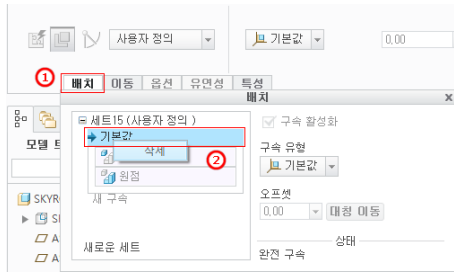 사용자 정의
기본값
0,00
① 배치 이동 옵션 유연성 특성
배치 x
세트15 (사용자 정의 )
기본값
삭제
②
원점
새 구속
새로운 세트
구속 활성화
구속 유형
기본값
오프셋
0,00 대칭 이동
상태
완전 구속
모델 트
SKYR
SI
A
A